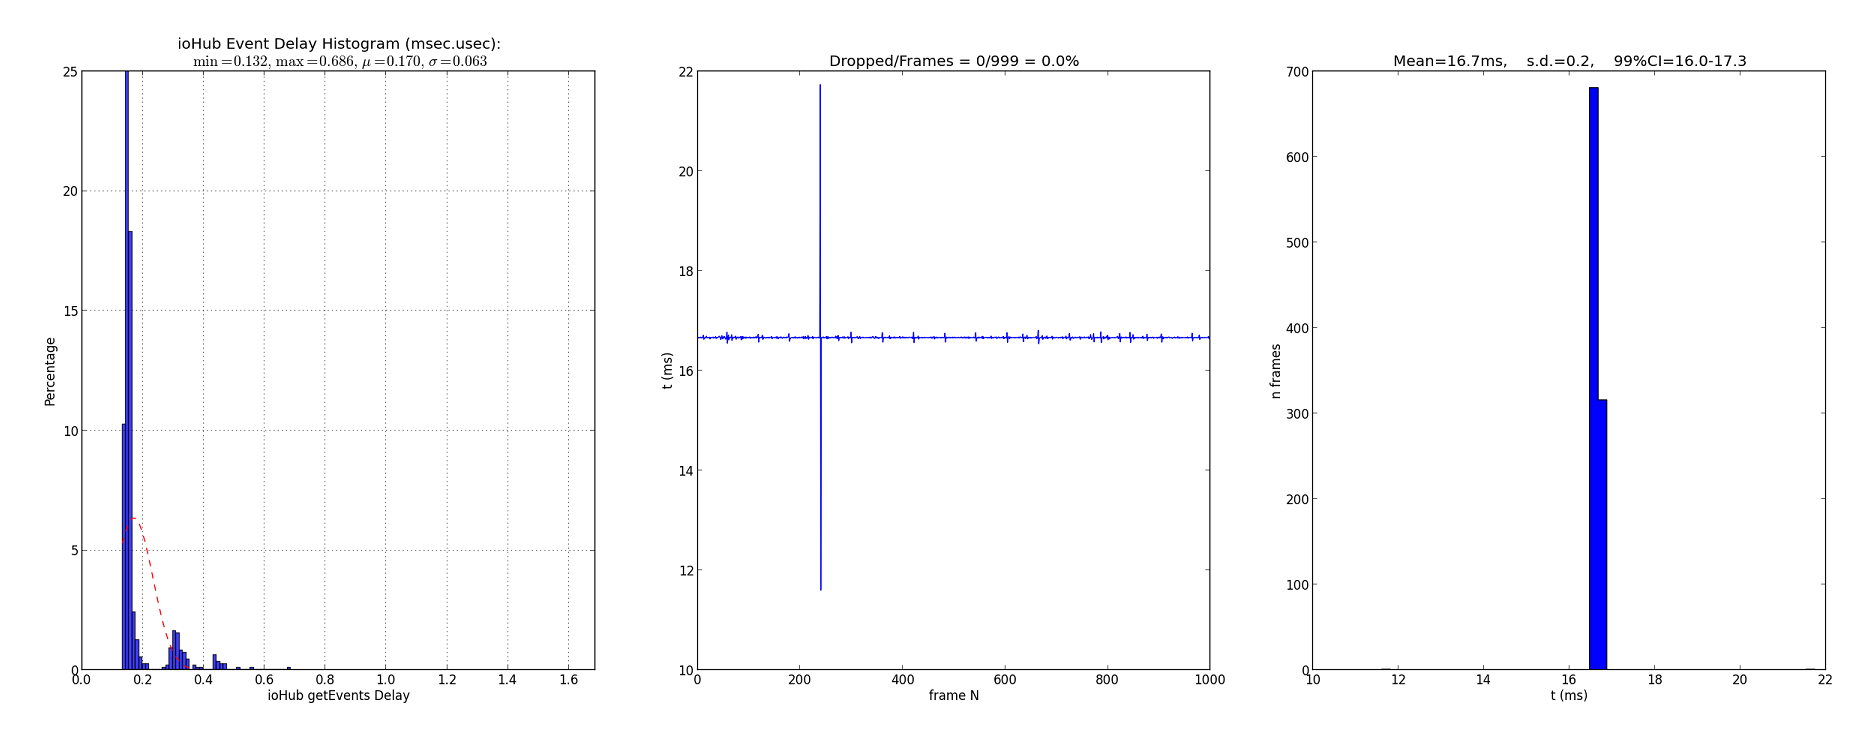 ioHub Event Delay Histogram (msec.usec):
min=0.132, max=0.686, μ=0.170, σ=0.063
25
20
15
10
5
0
Percentage
0.0 0.2 0.4 0.6 0.8 1.0 1.2 1.4 1.6
ioHub getEvents Delay
Dropped/Frames = 0/999 = 0.0%
22
20
18
16
14
12
10
t (ms)
0 200 400 600 800 1000
frame N
Mean=16.7ms, s.d.=0.2, 99%CI=16.0-17.3
700
600
500
400
300
200
100
0
n frames
10 12 14 16 18 20 22
t (ms)